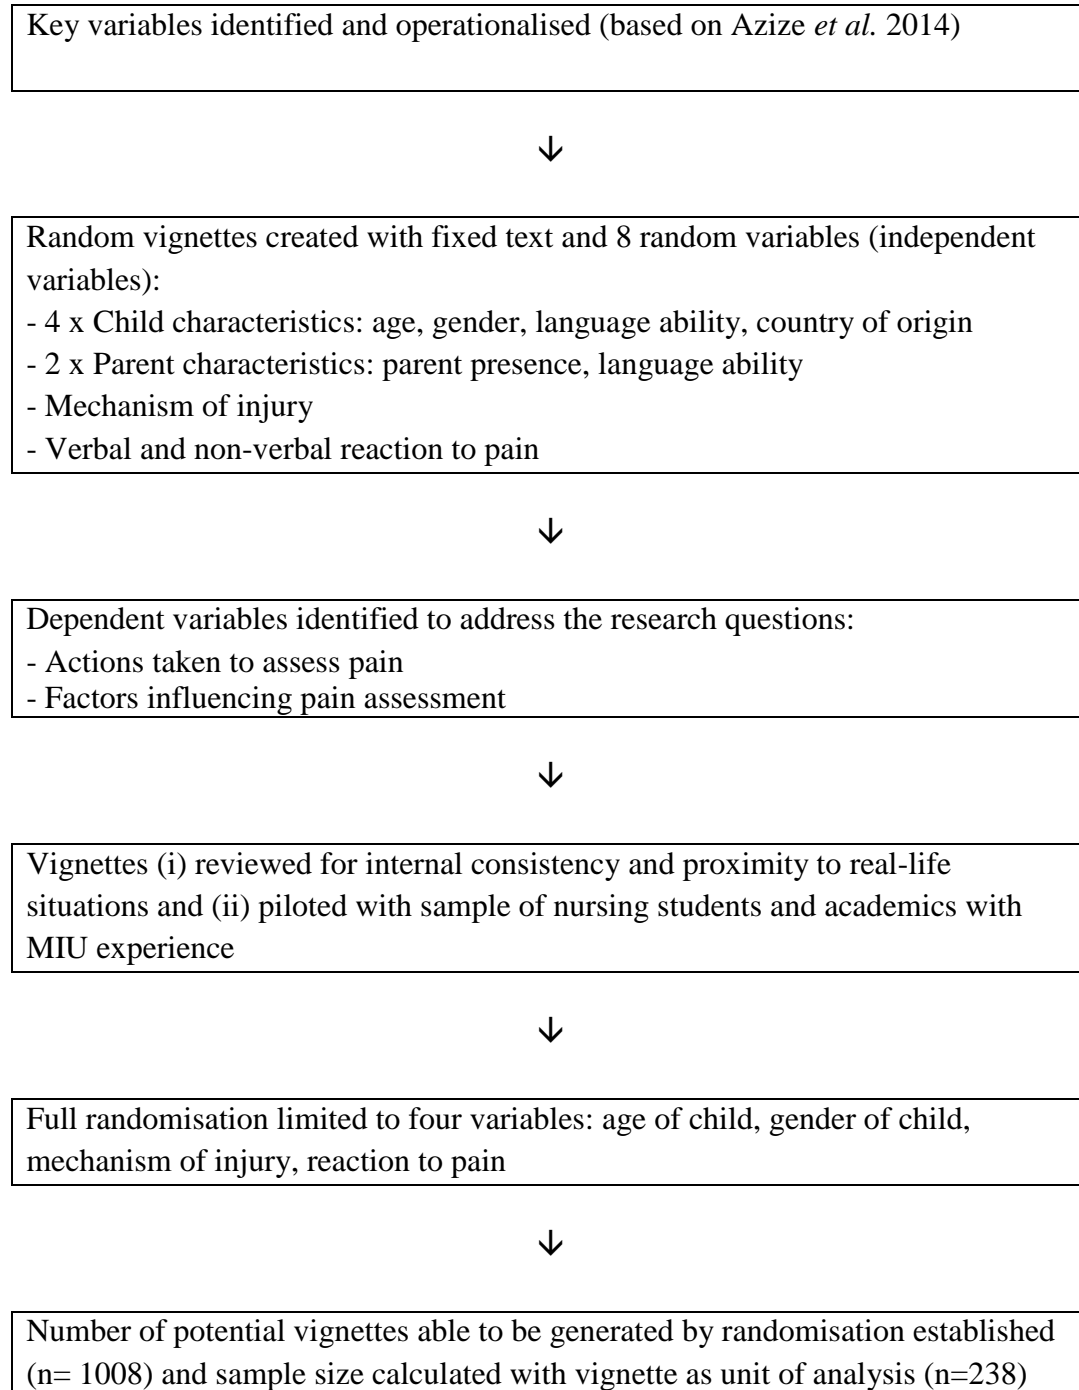 Key variables identified and operationalised (based on Azize et al. 2014)
↓
Random vignettes created with fixed text and 8 random variables (independent
variables):
- 4 x Child characteristics: age, gender, language ability, country of origin
- 2 x Parent characteristics: parent presence, language ability
- Mechanism of injury
- Verbal and non-verbal reaction to pain
↓
Dependent variables identified to address the research questions:
- Actions taken to assess pain
- Factors influencing pain assessment
↓
Vignettes (i) reviewed for internal consistency and proximity to real-life
situations and (ii) piloted with sample of nursing students and academics with
MIU experience
↓
Full randomisation limited to four variables: age of child, gender of child,
mechanism of injury, reaction to pain
↓
Number of potential vignettes able to be generated by randomisation established
(n= 1008) and sample size calculated with vignette as unit of analysis (n=238)